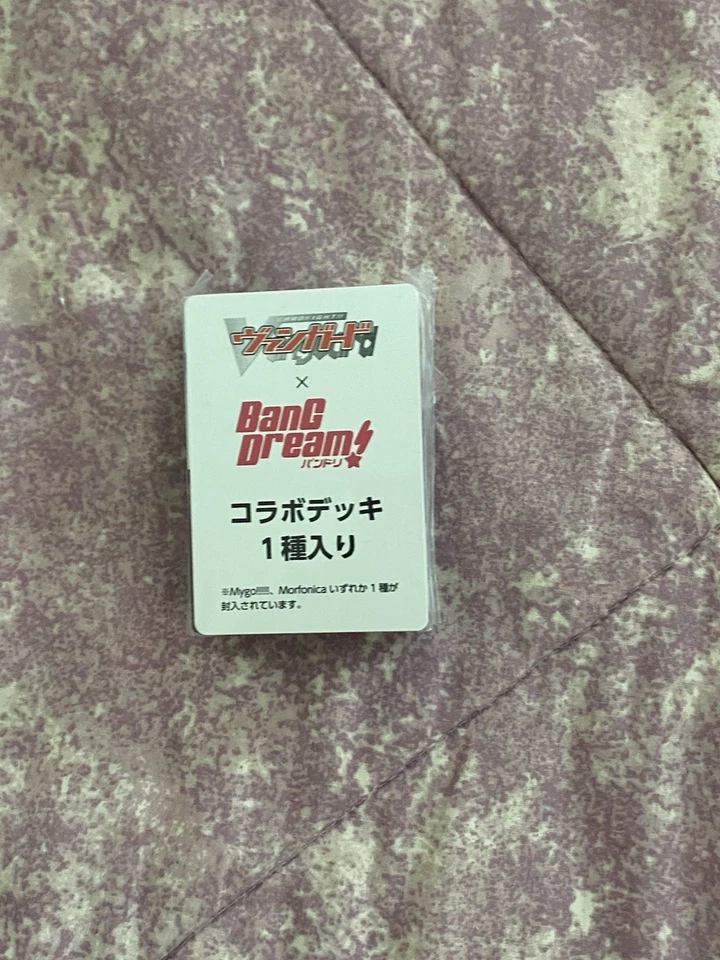 CARDFIGHT!!
ヴァンガード
Vanguard
×
BanG
Dream!
バンドリ
コラボデッキ
1種入り
※Mygo!!!!!、Morfonica いずれか1種が
封入されています。